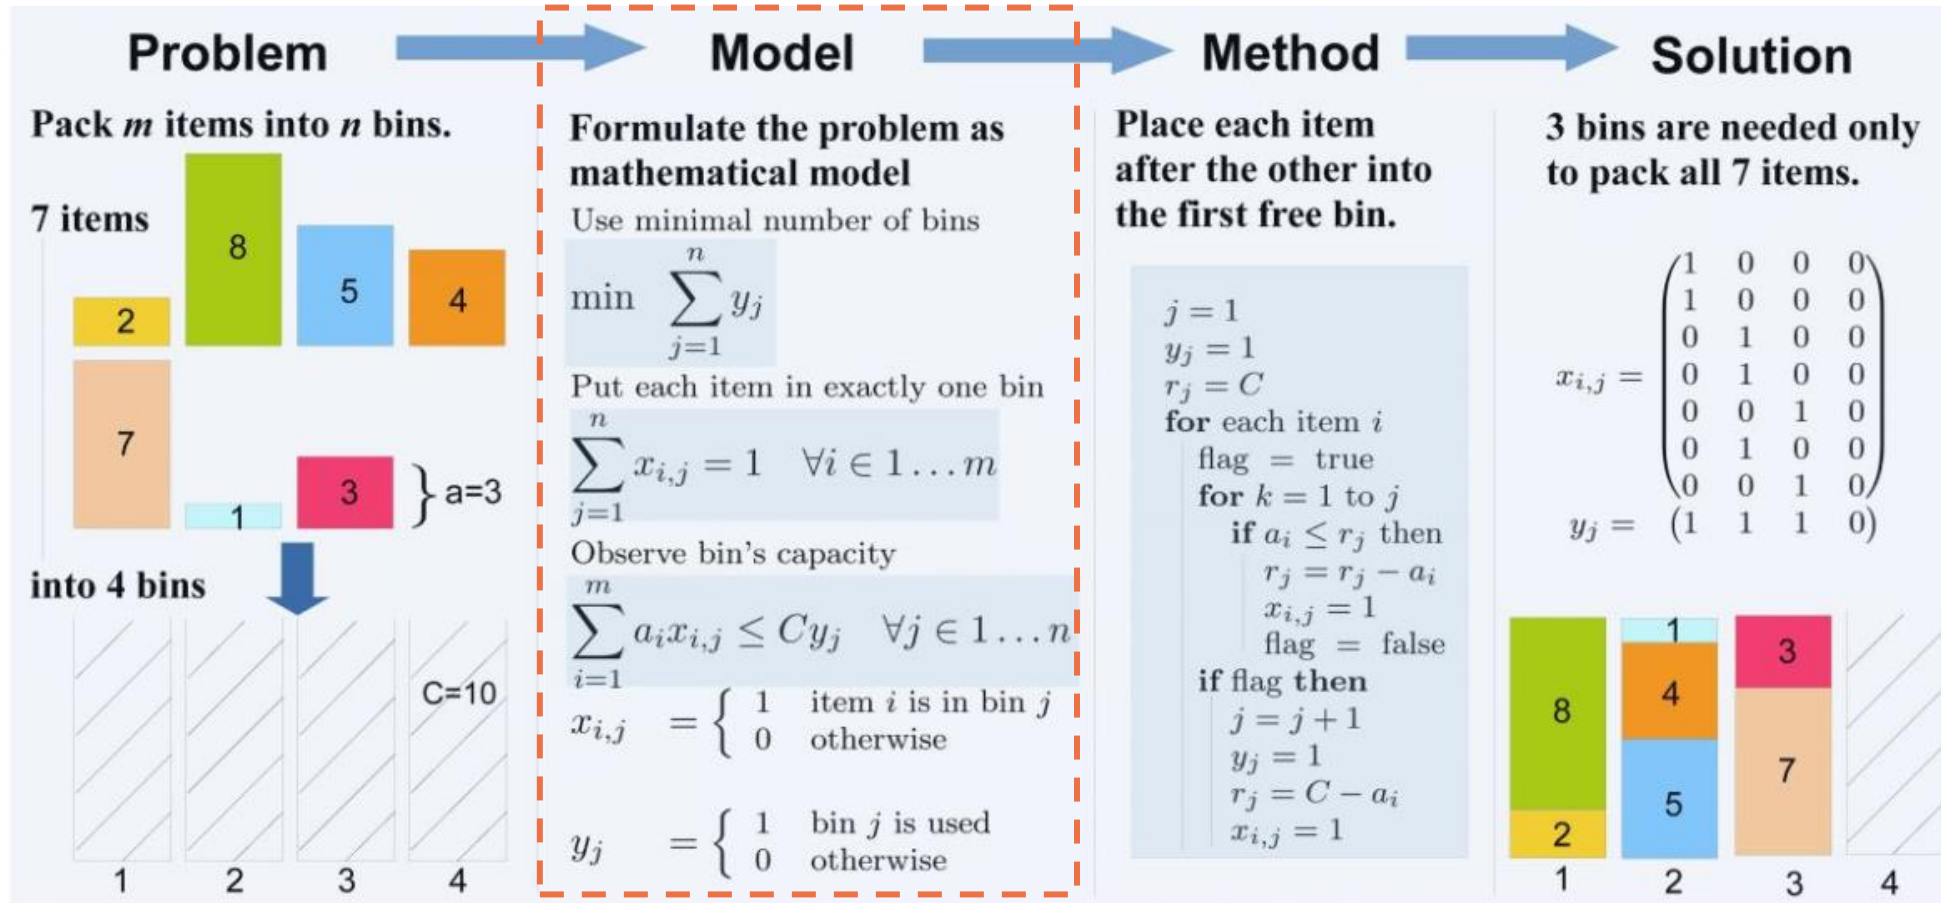 Problem
Pack m items into n bins.
7 items
2
8
5
4
7
1
3
} a=3
into 4 bins
C=10
1 2 3 4
Model
Formulate the problem as
mathematical model
Use minimal number of bins
min ∑_{j=1}^{n} y_j
Put each item in exactly one bin
∑_{j=1}^{n} x_{i,j} = 1 ∀i ∈ 1 … m
Observe bin's capacity
∑_{i=1}^{m} a_i x_{i,j} ≤ C y_j ∀j ∈ 1 … n
x_{i,j} = { 1 item i is in bin j
0 otherwise
y_j = { 1 bin j is used
0 otherwise
Method
Place each item
after the other into
the first free bin.
j = 1
y_j = 1
r_j = C
for each item i
flag = true
for k = 1 to j
if a_i ≤ r_j then
r_j = r_j − a_i
x_{i,j} = 1
flag = false
if flag then
j = j + 1
y_j = 1
r_j = C − a_i
x_{i,j} = 1
Solution
3 bins are needed only
to pack all 7 items.
x_{i,j} =
1 0 0 0
1 0 0 0
0 1 0 0
0 1 0 0
0 0 1 0
0 1 0 0
0 0 1 0
y_j = (1 1 1 0)
8
2
1
4
5
3
7
1 2 3 4